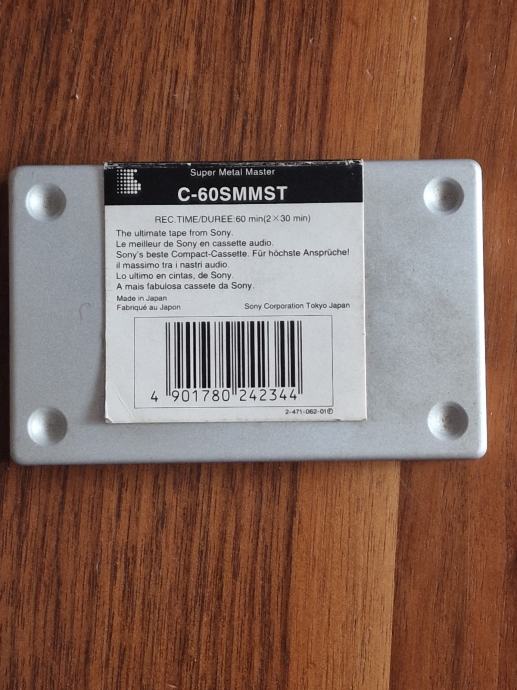 Super Metal Master
C-60SMMST
REC.TIME/DUREE:60 min(2×30 min)
The ultimate tape from Sony.
Le meilleur de Sony en cassette audio.
Sony's beste Compact-Cassette. Für höchste Ansprüche!
il massimo tra i nastri audio.
Lo ultimo en cintas, de Sony.
A mais fabulosa cassete da Sony.
Made in Japan
Fabriqué au Japon
Sony Corporation Tokyo Japan
4 901780 242344
2-471-062-01Ⓕ